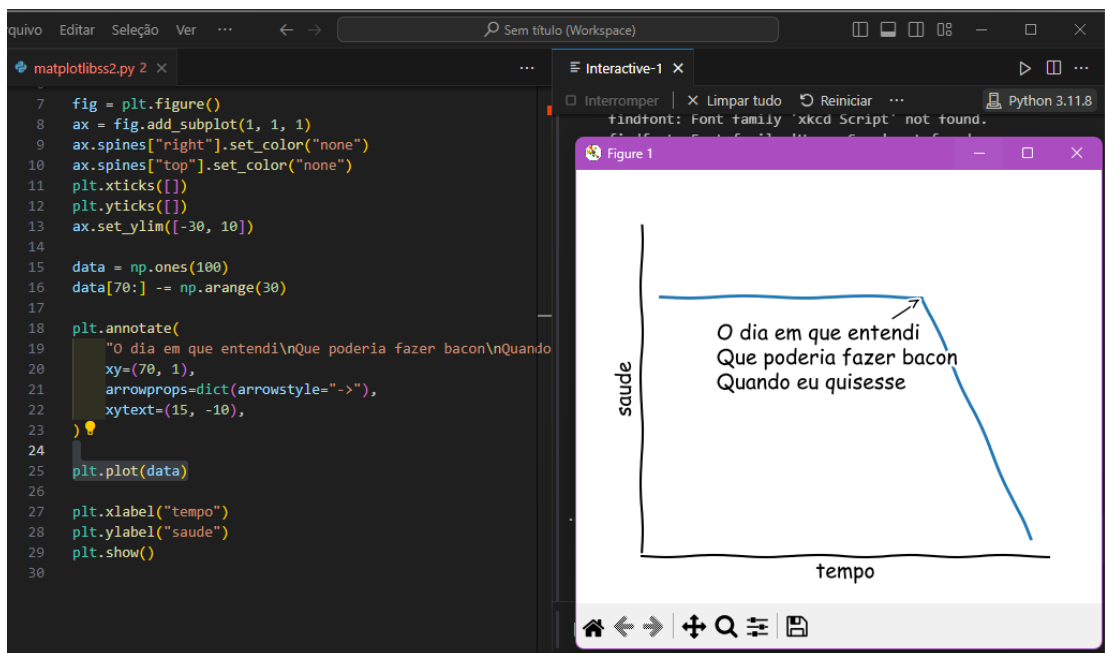 rquivo Editar Seleção Ver ··· Sem título (Workspace)
matplotlibss2.py 2
Interactive-1
Interromper Limpar tudo Reiniciar ··· Python 3.11.8
7 fig = plt.figure()
8 ax = fig.add_subplot(1, 1, 1)
9 ax.spines["right"].set_color("none")
10 ax.spines["top"].set_color("none")
11 plt.xticks([])
12 plt.yticks([])
13 ax.set_ylim([-30, 10])
14
15 data = np.ones(100)
16 data[70:] -= np.arange(30)
17
18 plt.annotate(
19 "O dia em que entendi\nQue poderia fazer bacon\nQuando
20 xy=(70, 1),
21 arrowprops=dict(arrowstyle="->"),
22 xytext=(15, -10),
23 )
24
25 plt.plot(data)
26
27 plt.xlabel("tempo")
28 plt.ylabel("saude")
29 plt.show()
30
findfont: Font family 'xkcd Script' not found.
Figure 1
O dia em que entendi
Que poderia fazer bacon
Quando eu quisesse
saude
tempo